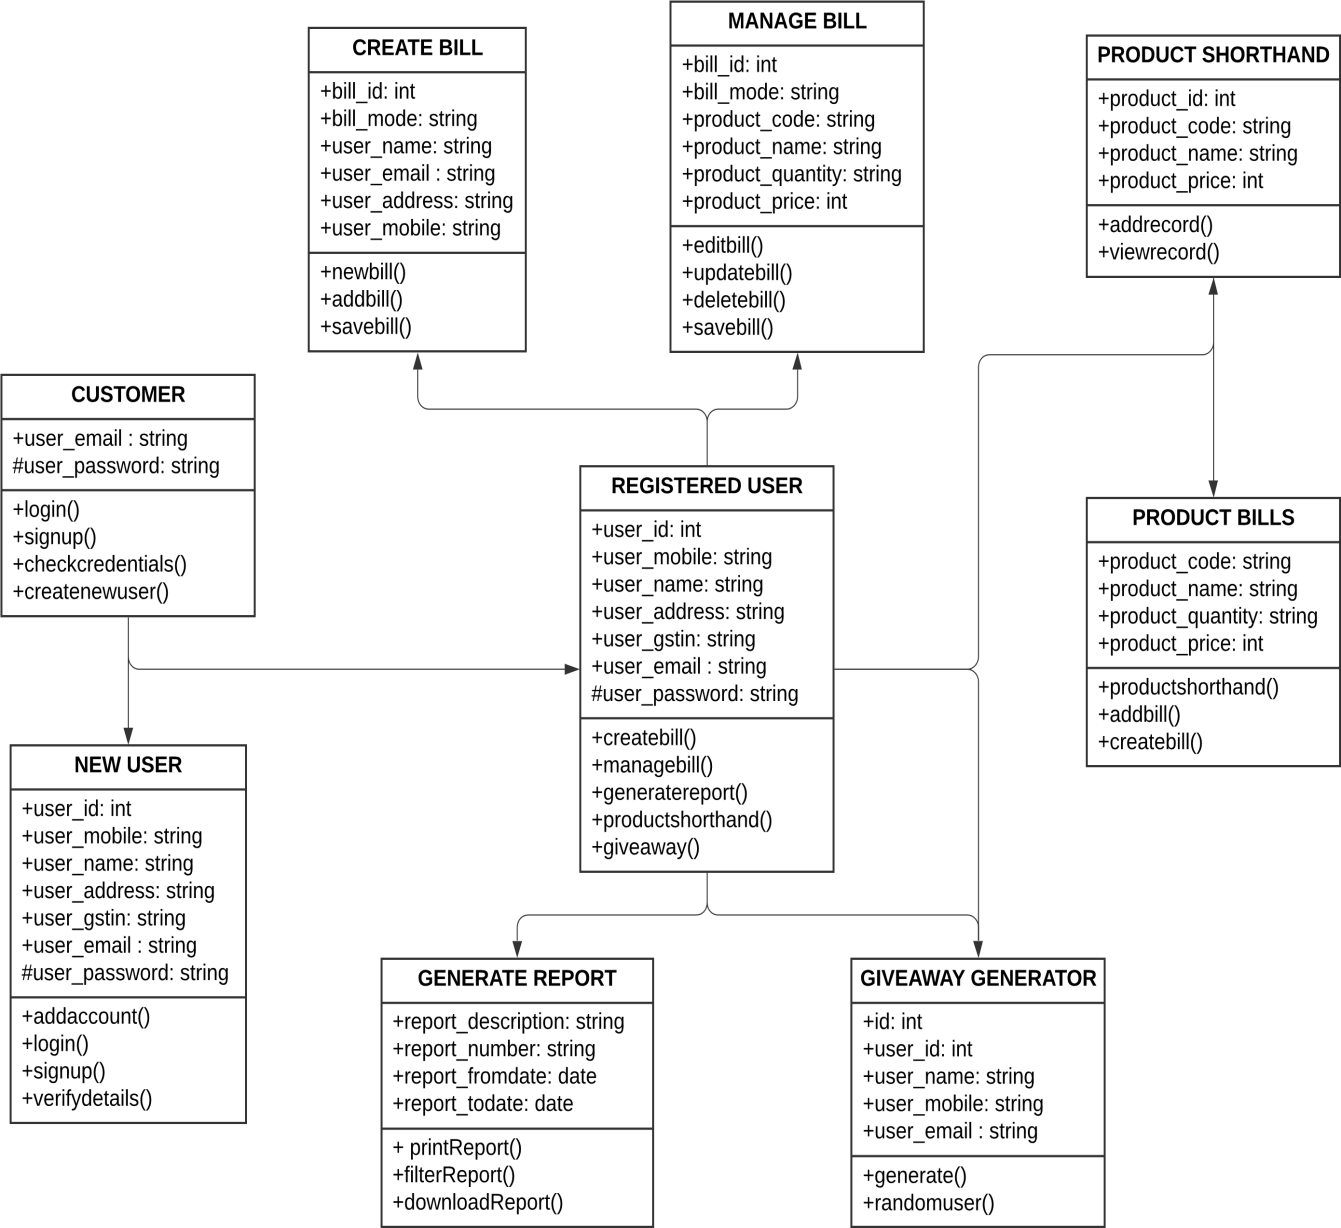 CREATE BILL
+bill_id: int
+bill_mode: string
+user_name: string
+user_email : string
+user_address: string
+user_mobile: string
+newbill()
+addbill()
+savebill()
MANAGE BILL
+bill_id: int
+bill_mode: string
+product_code: string
+product_name: string
+product_quantity: string
+product_price: int
+editbill()
+updatebill()
+deletebill()
+savebill()
PRODUCT SHORTHAND
+product_id: int
+product_code: string
+product_name: string
+product_price: int
+addrecord()
+viewrecord()
CUSTOMER
+user_email : string
#user_password: string
+login()
+signup()
+checkcredentials()
+createnewuser()
REGISTERED USER
+user_id: int
+user_mobile: string
+user_name: string
+user_address: string
+user_gstin: string
+user_email : string
#user_password: string
+createbill()
+managebill()
+generatereport()
+productshorthand()
+giveaway()
PRODUCT BILLS
+product_code: string
+product_name: string
+product_quantity: string
+product_price: int
+productshorthand()
+addbill()
+createbill()
NEW USER
+user_id: int
+user_mobile: string
+user_name: string
+user_address: string
+user_gstin: string
+user_email : string
#user_password: string
+addaccount()
+login()
+signup()
+verifydetails()
GENERATE REPORT
+report_description: string
+report_number: string
+report_fromdate: date
+report_todate: date
+ printReport()
+filterReport()
+downloadReport()
GIVEAWAY GENERATOR
+id: int
+user_id: int
+user_name: string
+user_mobile: string
+user_email : string
+generate()
+randomuser()